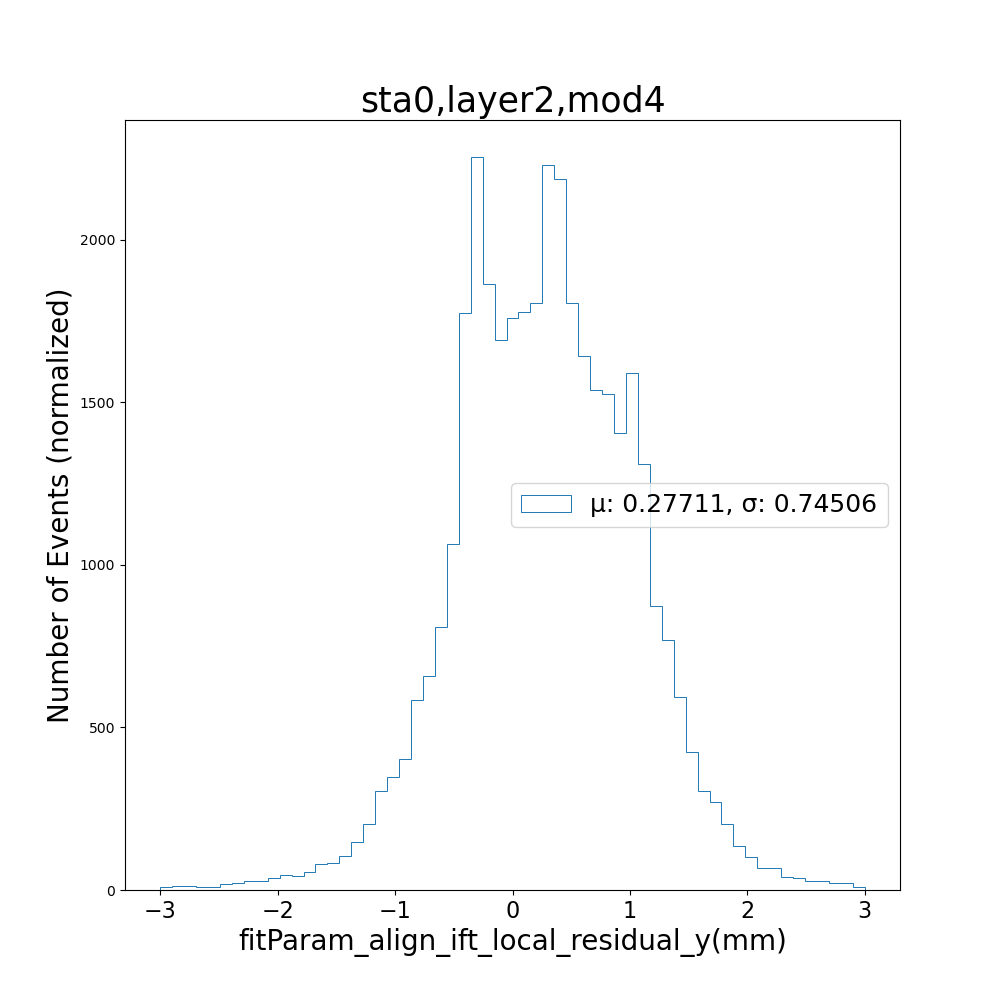 sta0,layer2,mod4
Number of Events (normalized)
2000
1500
1000
500
0
μ: 0.27711, σ: 0.74506
−3 −2 −1 0 1 2 3
fitParam_align_ift_local_residual_y(mm)